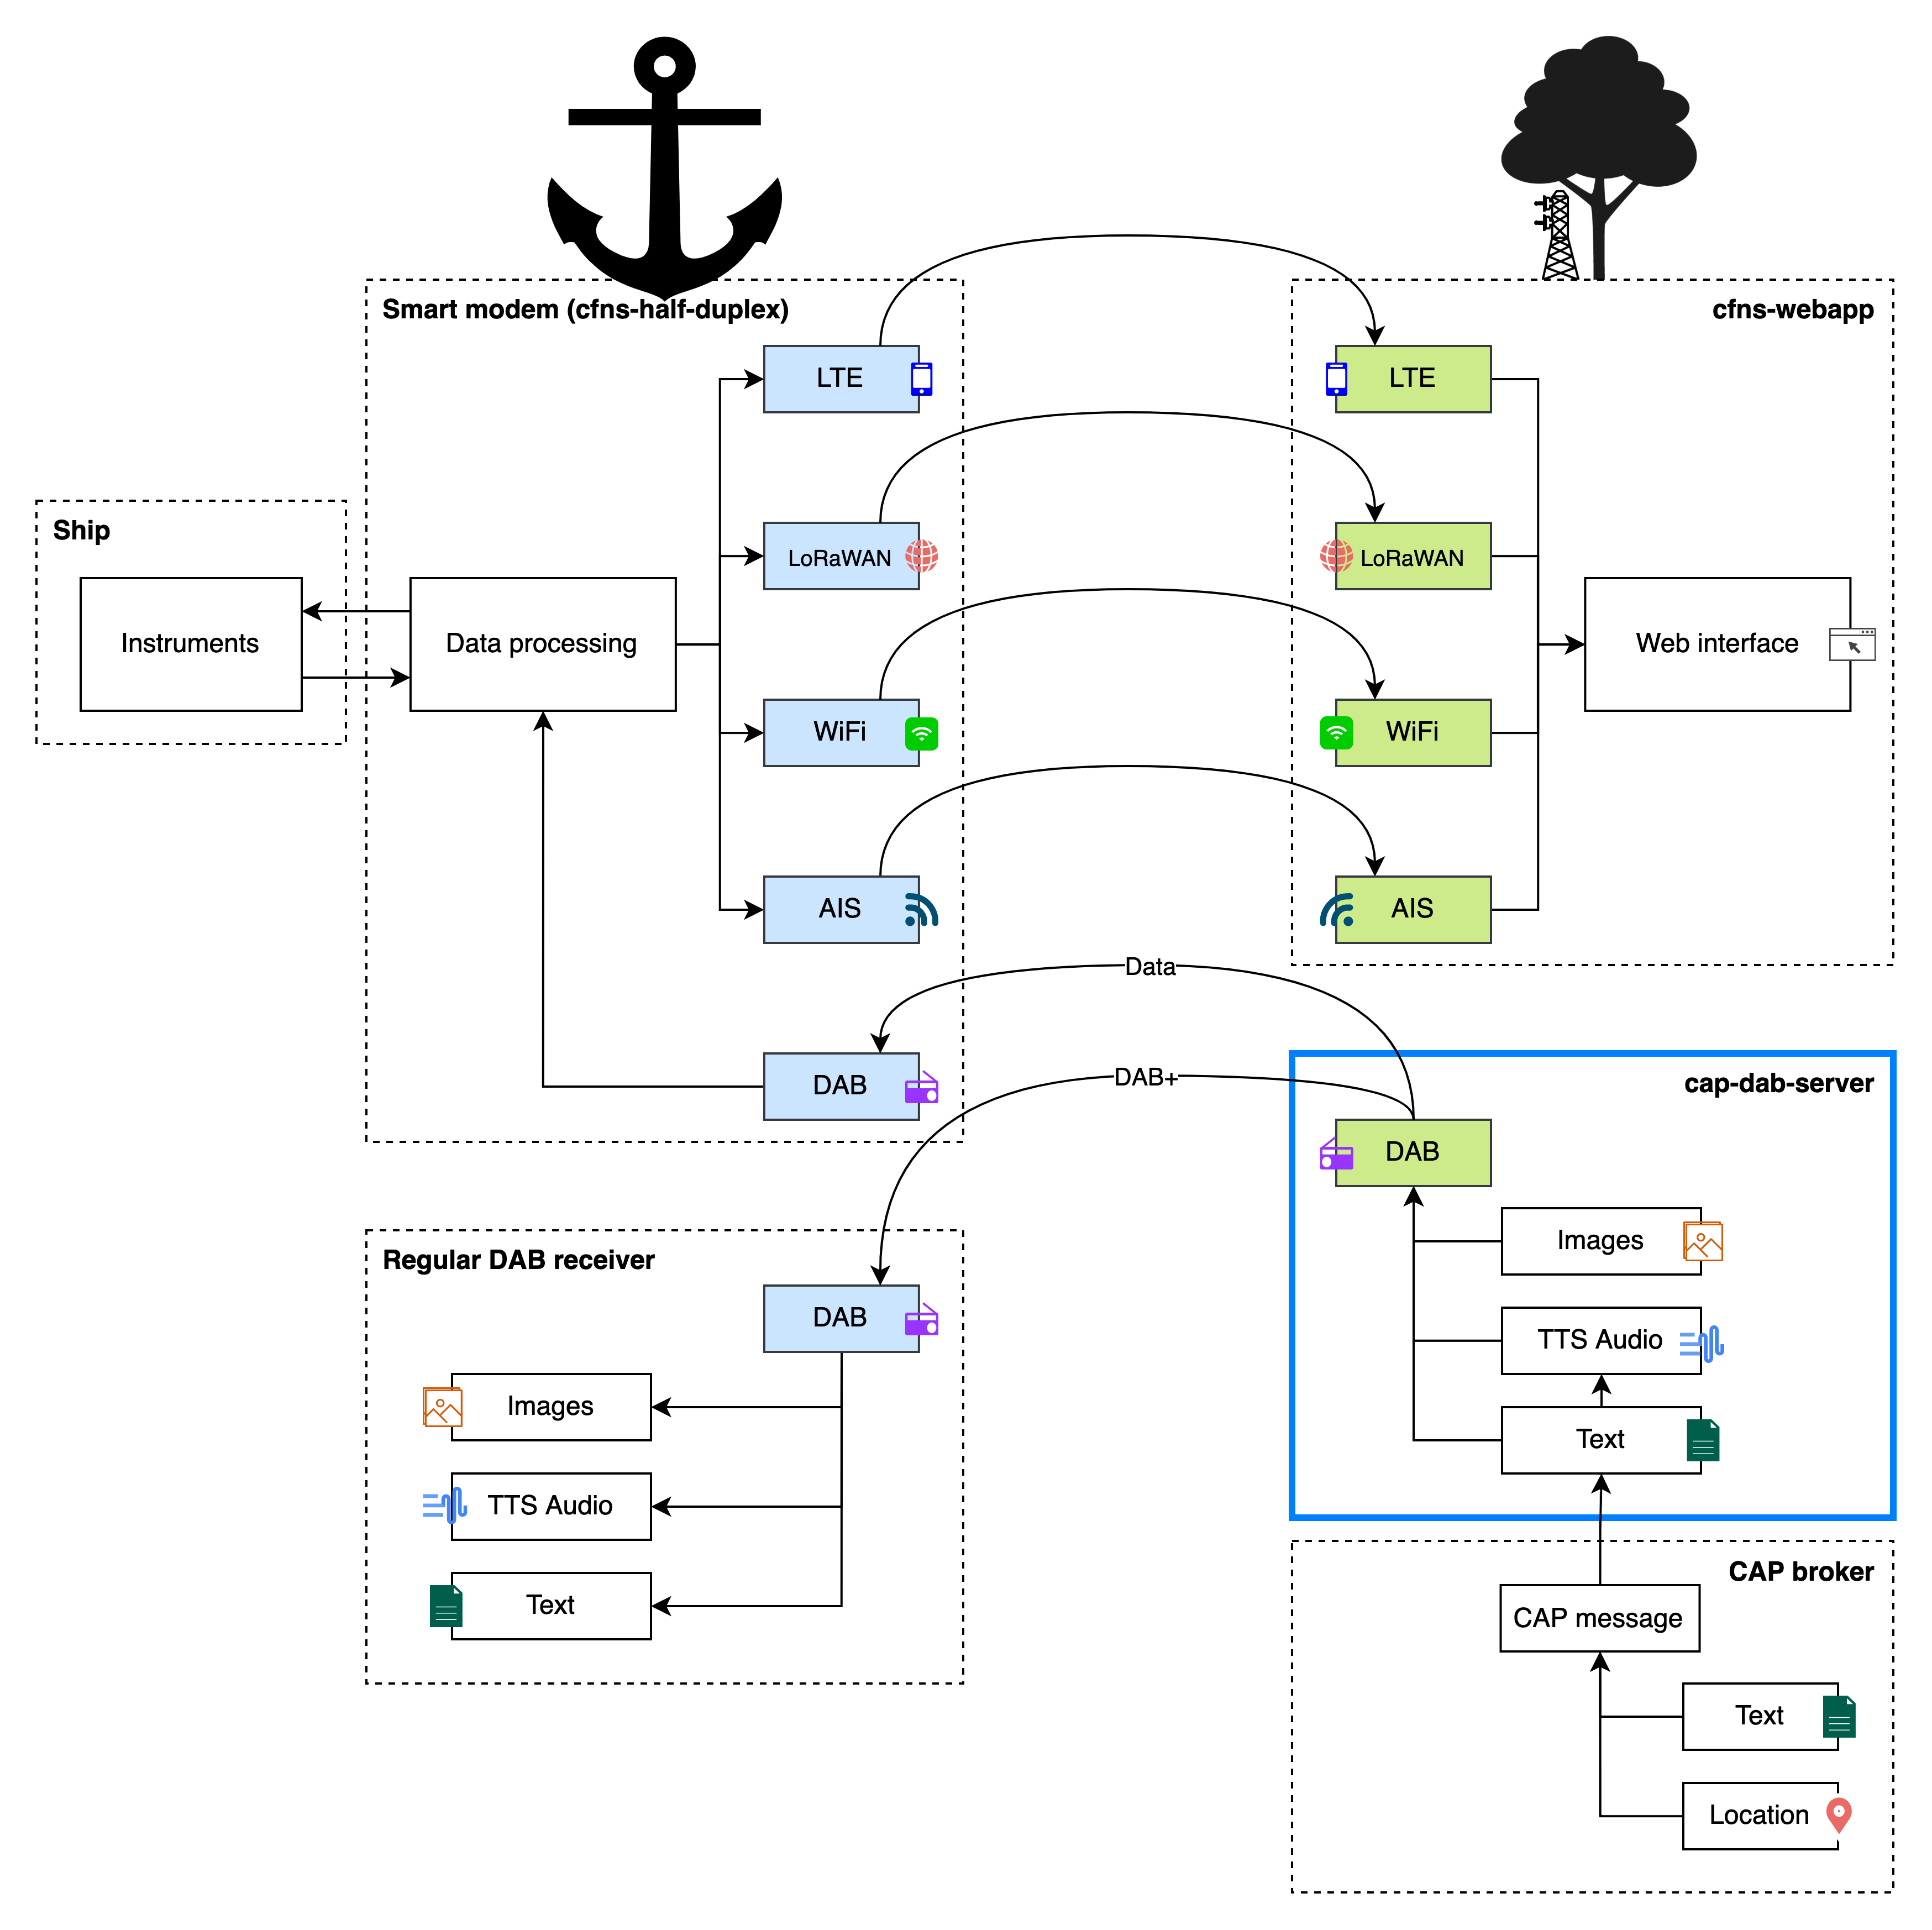 Smart modem (cfns-half-duplex)
cfns-webapp
LTE
LTE
Ship
LoRaWAN
LoRaWAN
Instruments
Data processing
Web interface
WiFi
WiFi
AIS
AIS
Data
DAB
DAB+
cap-dab-server
DAB
Images
TTS Audio
Text
Regular DAB receiver
DAB
Images
TTS Audio
Text
CAP broker
CAP message
Text
Location